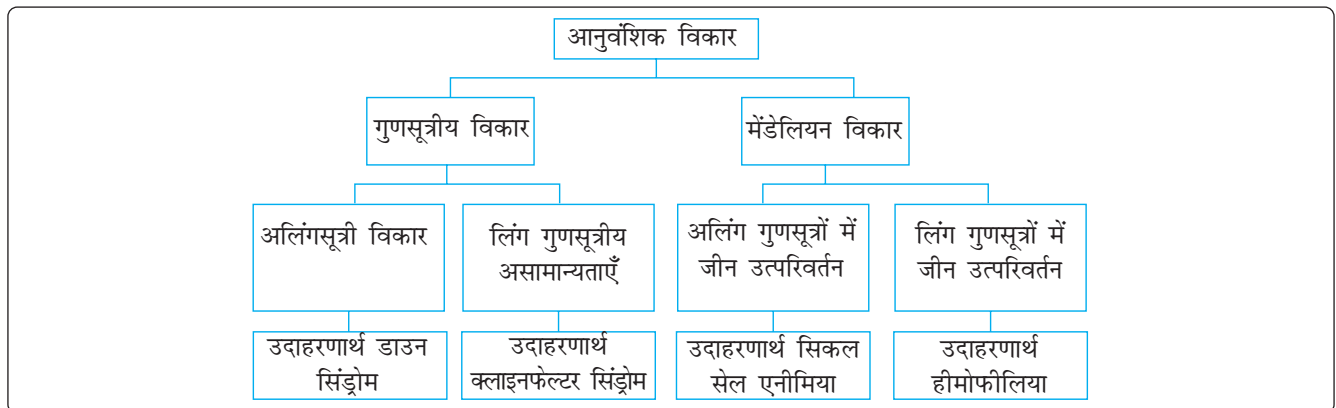 आनुवंशिक विकार
गुणसूत्रीय विकार
मेंडेलियन विकार
अलिंगसूत्री विकार
लिंग गुणसूत्रीय
असामान्यताएँ
अलिंग गुणसूत्रों में
जीन उत्परिवर्तन
लिंग गुणसूत्रों में
जीन उत्परिवर्तन
उदाहरणार्थ डाउन
सिंड्रोम
उदाहरणार्थ
क्लाइनफेल्टर सिंड्रोम
उदाहरणार्थ सिकल
सेल एनीमिया
उदाहरणार्थ
हीमोफीलिया